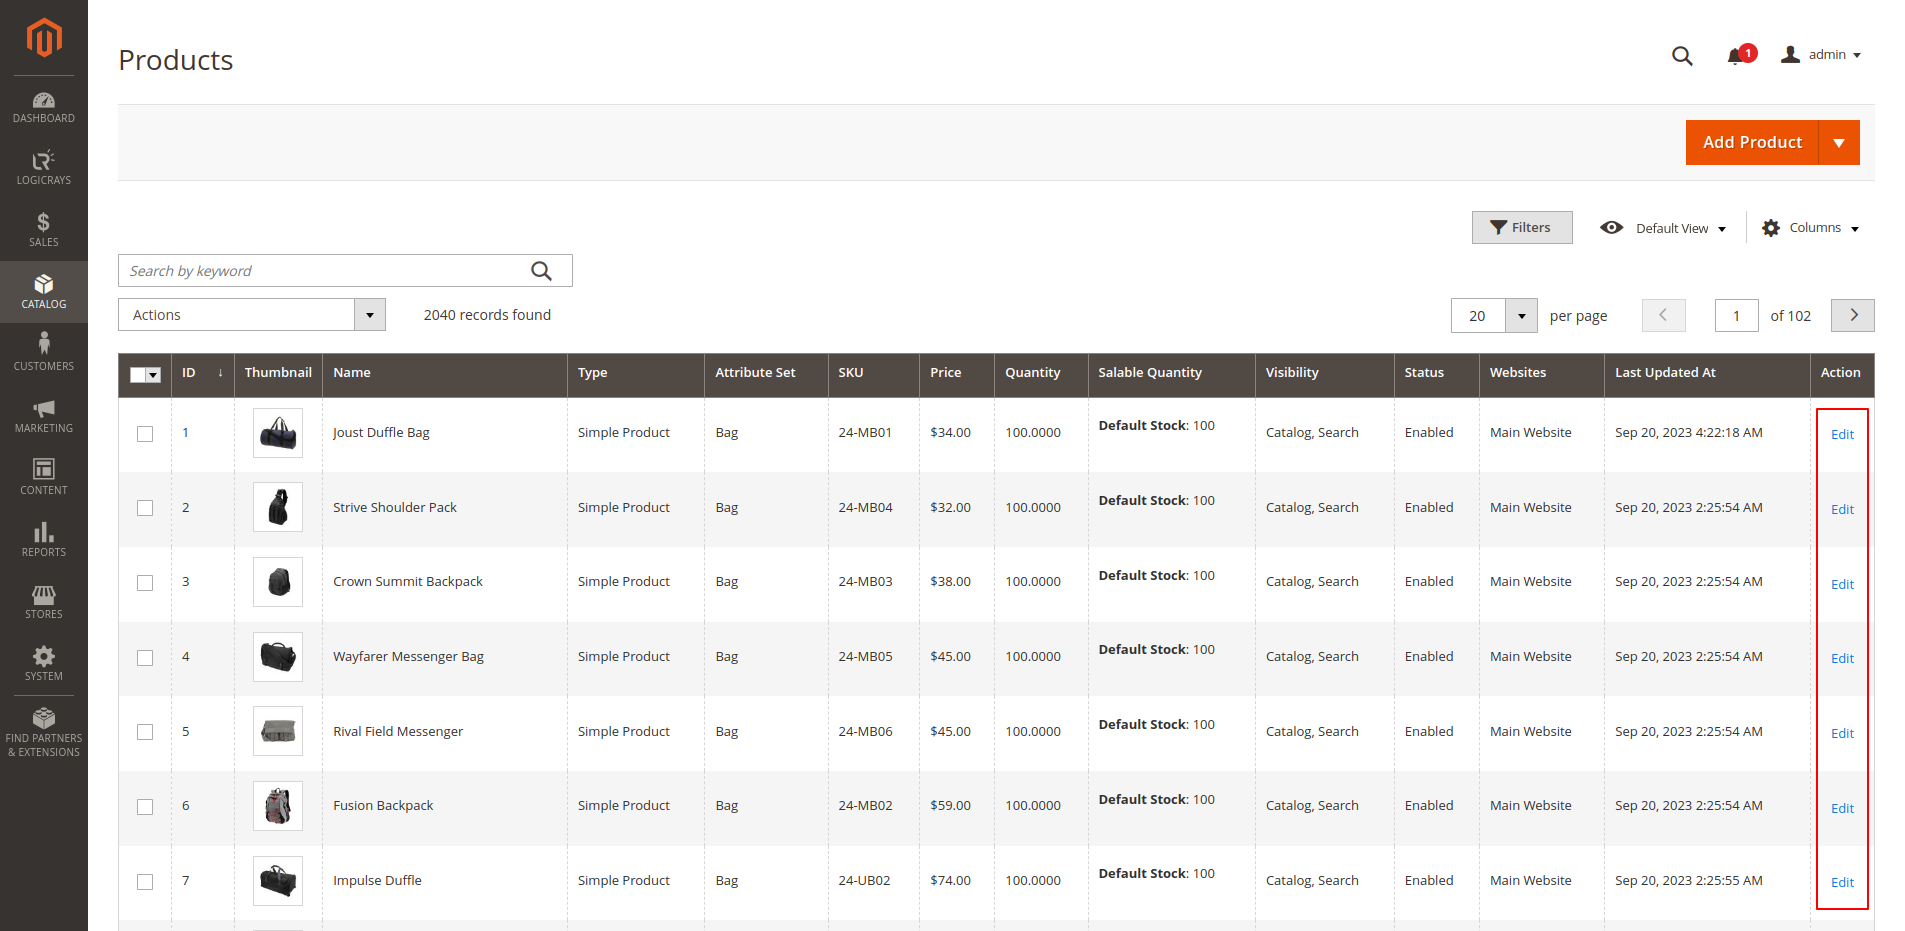 Products
1
admin
DASHBOARD
LOGICRAYS
SALES
CATALOG
CUSTOMERS
MARKETING
CONTENT
REPORTS
STORES
SYSTEM
FIND PARTNERS
& EXTENSIONS
Add Product
Filters
Default View
Columns
Search by keyword
Actions
2040 records found
20
per page
1
of 102
ID ↓ Thumbnail Name Type Attribute Set SKU Price Quantity Salable Quantity Visibility Status Websites Last Updated At Action
1 Joust Duffle Bag Simple Product Bag 24-MB01 $34.00 100.0000 Default Stock: 100 Catalog, Search Enabled Main Website Sep 20, 2023 4:22:18 AM Edit
2 Strive Shoulder Pack Simple Product Bag 24-MB04 $32.00 100.0000 Default Stock: 100 Catalog, Search Enabled Main Website Sep 20, 2023 2:25:54 AM Edit
3 Crown Summit Backpack Simple Product Bag 24-MB03 $38.00 100.0000 Default Stock: 100 Catalog, Search Enabled Main Website Sep 20, 2023 2:25:54 AM Edit
4 Wayfarer Messenger Bag Simple Product Bag 24-MB05 $45.00 100.0000 Default Stock: 100 Catalog, Search Enabled Main Website Sep 20, 2023 2:25:54 AM Edit
5 Rival Field Messenger Simple Product Bag 24-MB06 $45.00 100.0000 Default Stock: 100 Catalog, Search Enabled Main Website Sep 20, 2023 2:25:54 AM Edit
6 Fusion Backpack Simple Product Bag 24-MB02 $59.00 100.0000 Default Stock: 100 Catalog, Search Enabled Main Website Sep 20, 2023 2:25:54 AM Edit
7 Impulse Duffle Simple Product Bag 24-UB02 $74.00 100.0000 Default Stock: 100 Catalog, Search Enabled Main Website Sep 20, 2023 2:25:55 AM Edit